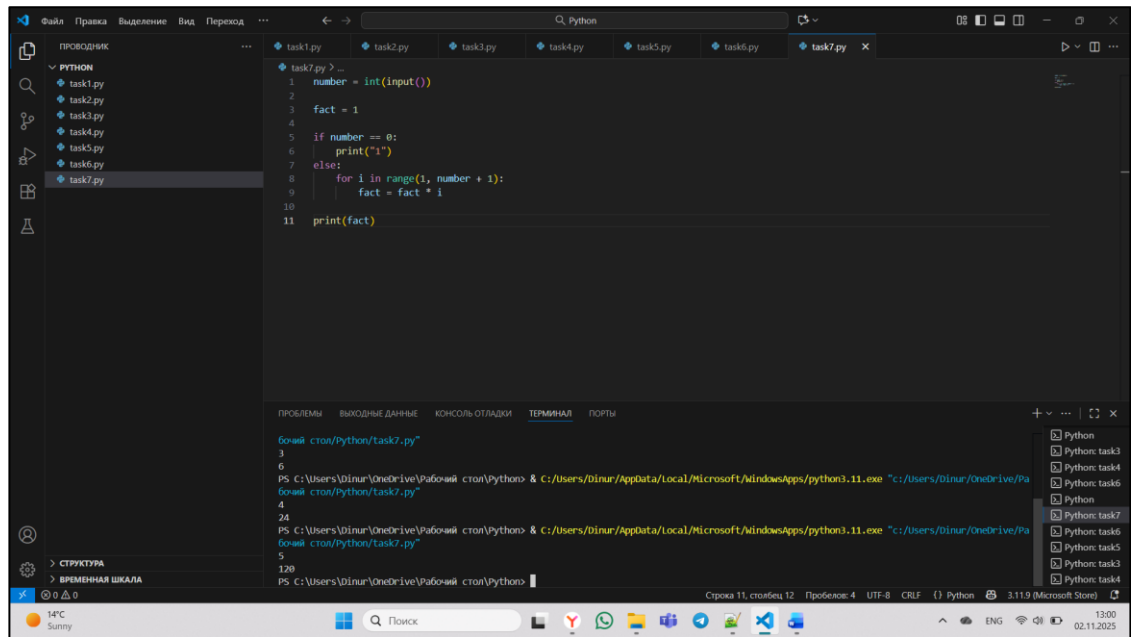 Файл Правка Выделение Вид Переход ··· Python
ПРОВОДНИК ···
PYTHON
task1.py
task2.py
task3.py
task4.py
task5.py
task6.py
task7.py
СТРУКТУРА
ВРЕМЕННАЯ ШКАЛА
task1.py task2.py task3.py task4.py task5.py task6.py task7.py
task7.py > ...
1 number = int(input())
2
3 fact = 1
4
5 if number == 0:
6 print("1")
7 else:
8 for i in range(1, number + 1):
9 fact = fact * i
10
11 print(fact)
ПРОБЛЕМЫ ВЫХОДНЫЕ ДАННЫЕ КОНСОЛЬ ОТЛАДКИ ТЕРМИНАЛ ПОРТЫ
бочий стол/Python/task7.py"
3
6
PS C:\Users\Dinur\OneDrive\Рабочий стол\Python> & C:/Users/Dinur/AppData/Local/Microsoft/WindowsApps/python3.11.exe "c:/Users/Dinur/OneDrive/Ра
бочий стол/Python/task7.py"
4
24
PS C:\Users\Dinur\OneDrive\Рабочий стол\Python> & C:/Users/Dinur/AppData/Local/Microsoft/WindowsApps/python3.11.exe "c:/Users/Dinur/OneDrive/Ра
бочий стол/Python/task7.py"
5
120
PS C:\Users\Dinur\OneDrive\Рабочий стол\Python>
Python
Python: task3
Python: task4
Python: task6
Python
Python: task7
Python: task6
Python: task5
Python: task3
Python: task4
0 0 Строка 11, столбец 12 Пробелов: 4 UTF-8 CRLF {} Python 3.11.9 (Microsoft Store)
14°C
Sunny
Поиск
ENG
13:00
02.11.2025